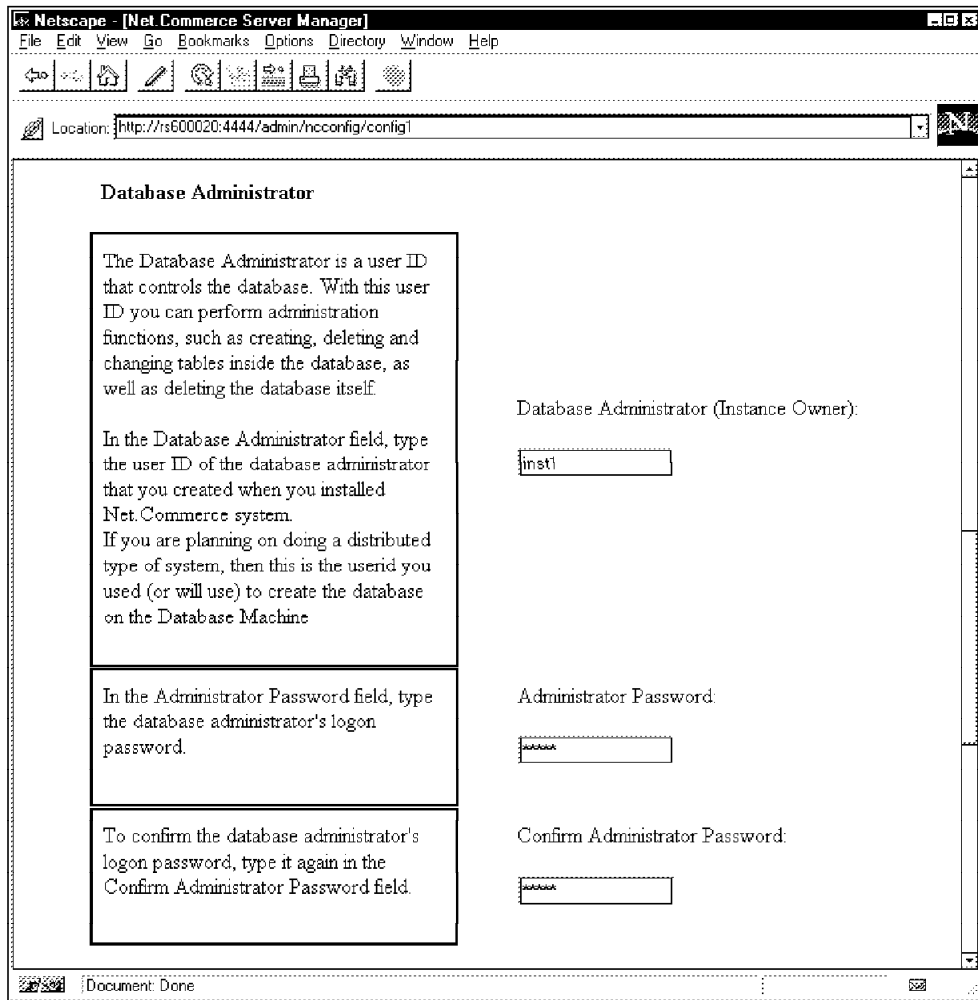 Netscape - [Net.Commerce Server Manager]
File Edit View Go Bookmarks Options Directory Window Help
Location: http://rs600020:4444/admin/ncconfig/config1
N
Database Administrator
The Database Administrator is a user ID
that controls the database. With this user
ID you can perform administration
functions, such as creating, deleting and
changing tables inside the database, as
well as deleting the database itself.
In the Database Administrator field, type
the user ID of the database administrator
that you created when you installed
Net.Commerce system.
If you are planning on doing a distributed
type of system, then this is the userid you
used (or will use) to create the database
on the Database Machine
Database Administrator (Instance Owner):
inst1
In the Administrator Password field, type
the database administrator's logon
password.
Administrator Password:
*****
To confirm the database administrator's
logon password, type it again in the
Confirm Administrator Password field.
Confirm Administrator Password:
*****
Document: Done